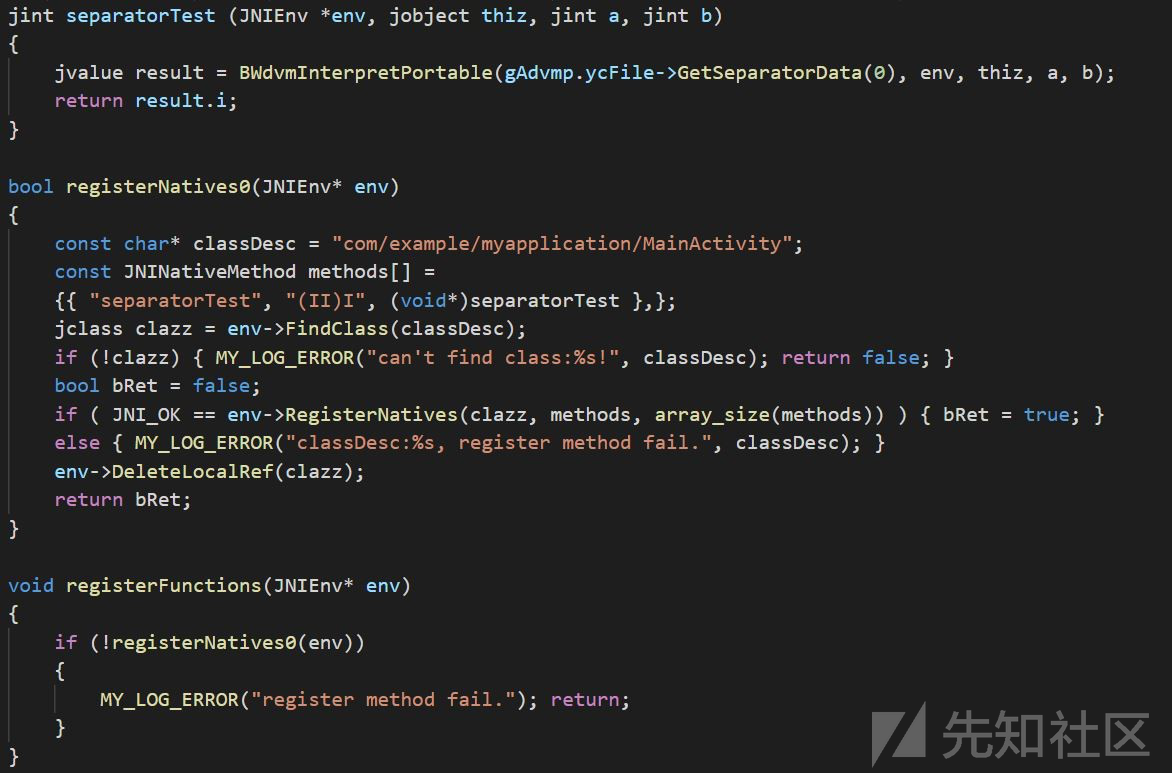 jint separatorTest (JNIEnv *env, jobject thiz, jint a, jint b)
{
    jvalue result = BWdvmInterpretPortable(gAdvmp.ycFile->GetSeparatorData(0), env, thiz, a, b);
    return result.i;
}

bool registerNatives0(JNIEnv* env)
{
    const char* classDesc = "com/example/myapplication/MainActivity";
    const JNINativeMethod methods[] =
    {{ "separatorTest", "(II)I", (void*)separatorTest },};
    jclass clazz = env->FindClass(classDesc);
    if (!clazz) { MY_LOG_ERROR("can't find class:%s!", classDesc); return false; }
    bool bRet = false;
    if ( JNI_OK == env->RegisterNatives(clazz, methods, array_size(methods)) ) { bRet = true; }
    else { MY_LOG_ERROR("classDesc:%s, register method fail.", classDesc); }
    env->DeleteLocalRef(clazz);
    return bRet;
}

void registerFunctions(JNIEnv* env)
{
    if (!registerNatives0(env))
    {
        MY_LOG_ERROR("register method fail."); return;
    }
}
先知社区